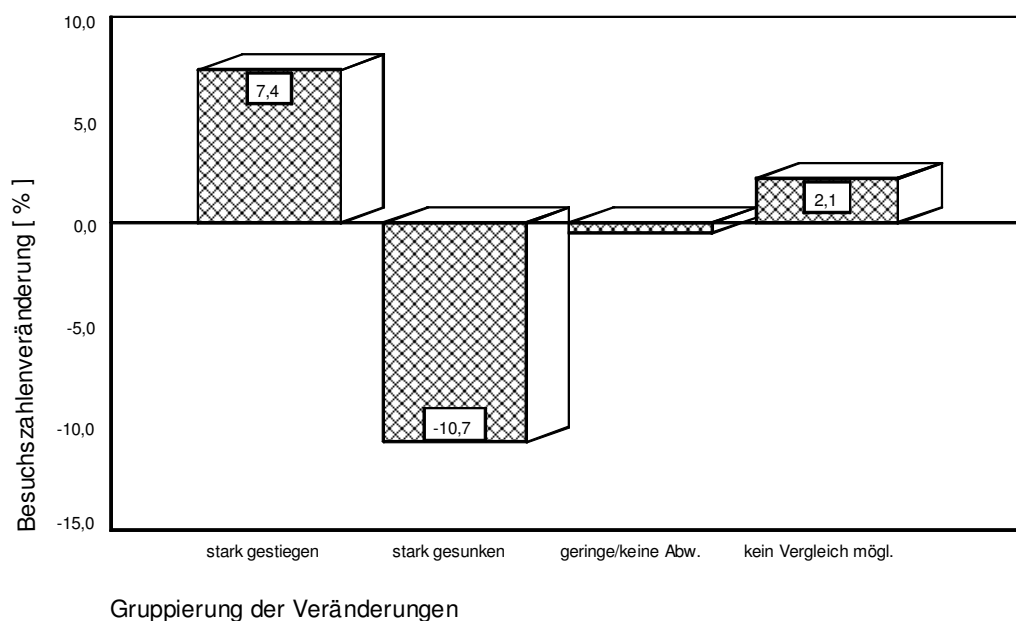 Besuchszahlenveränderung [ % ]
10,0
5,0
0,0
-5,0
-10,0
-15,0
7,4
-10,7
2,1
stark gestiegen
stark gesunken
geringe/keine Abw.
kein Vergleich mögl.
Gruppierung der Veränderungen